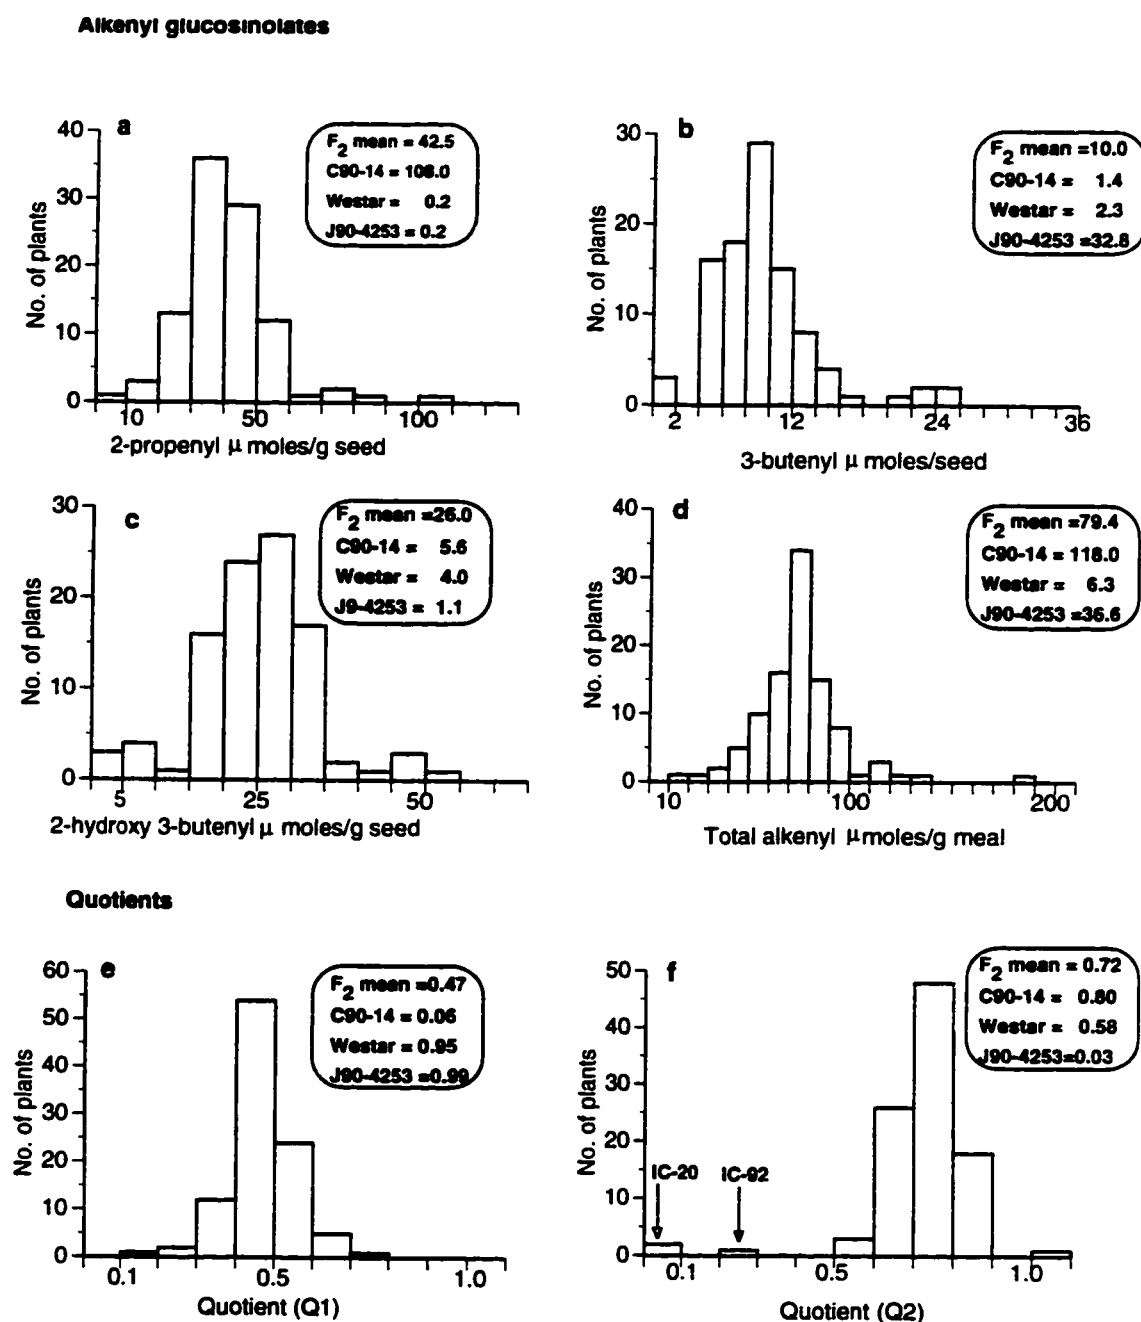 Alkenyl glucosinolates
a
40
30
20
10
0
No. of plants
F2 mean = 42.5
C90-14 = 108.0
Westar = 0.2
J90-4253 = 0.2
10 50 100
2-propenyl μ moles/g seed
b
30
20
10
0
No. of plants
F2 mean =10.0
C90-14 = 1.4
Westar = 2.3
J90-4253 =32.8
2 12 24 36
3-butenyl μ moles/seed
c
30
20
10
0
No. of plants
F2 mean =26.0
C90-14 = 5.6
Westar = 4.0
J9-4253 = 1.1
5 25 50
2-hydroxy 3-butenyl μ moles/g seed
d
40
30
20
10
0
No. of plants
F2 mean =79.4
C90-14 = 118.0
Westar = 6.3
J90-4253 =36.6
10 100 200
Total alkenyl μmoles/g meal
Quotients
e
60
50
40
30
20
10
0
No. of plants
F2 mean =0.47
C90-14 = 0.06
Westar = 0.95
J90-4253 =0.99
0.1 0.5 1.0
Quotient (Q1)
f
50
40
30
20
10
0
No. of plants
F2 mean = 0.72
C90-14 = 0.80
Westar = 0.58
J90-4253=0.03
IC-20
IC-92
0.1 0.5 1.0
Quotient (Q2)